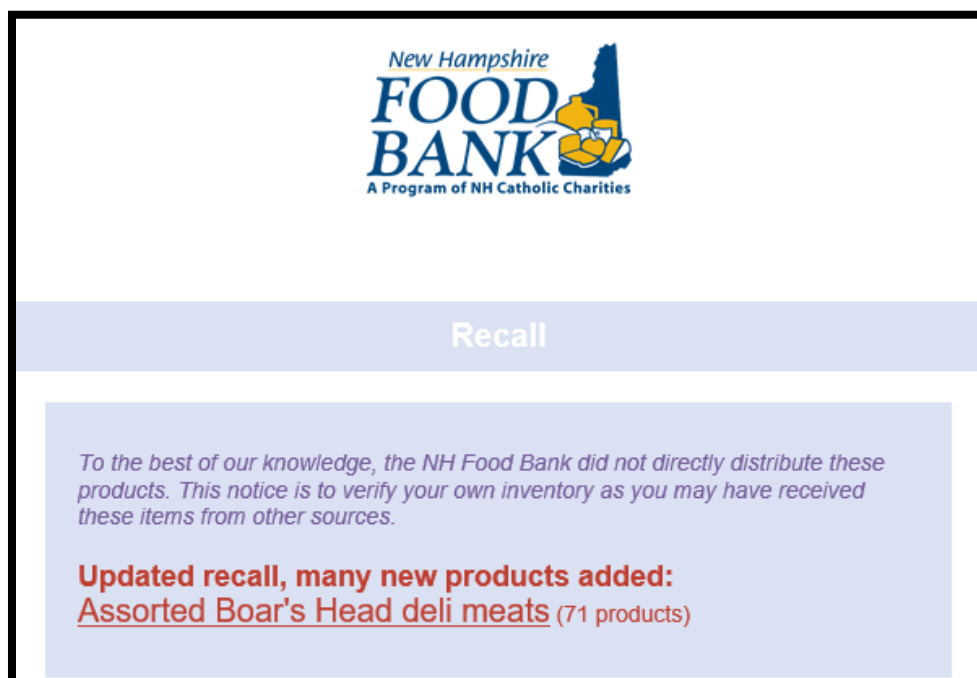 New Hampshire
FOOD
BANK
A Program of NH Catholic Charities
Recall
To the best of our knowledge, the NH Food Bank did not directly distribute these
products. This notice is to verify your own inventory as you may have received
these items from other sources.
Updated recall, many new products added:
Assorted Boar's Head deli meats (71 products)